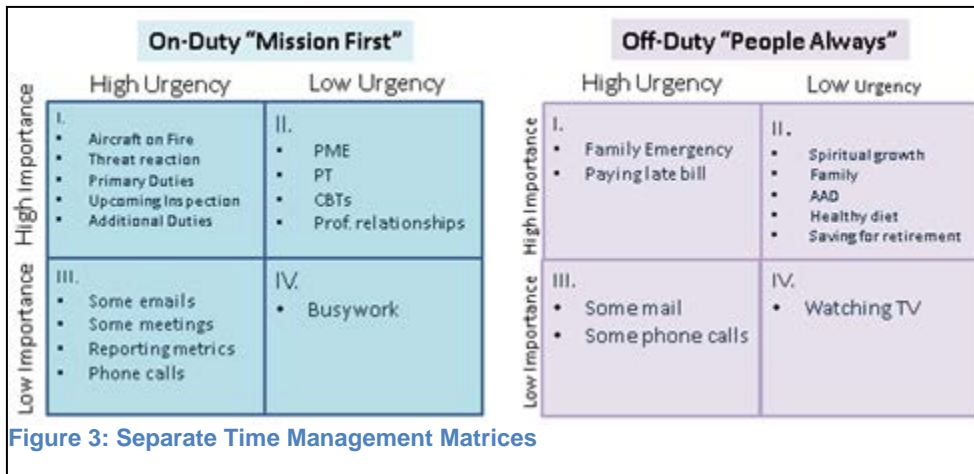 On-Duty "Mission First"
High Urgency
Low Urgency
High Importance
I.
▪ Aircraft on Fire
▪ Threat reaction
▪ Primary Duties
▪ Upcoming Inspection
▪ Additional Duties
II.
▪ PME
▪ PT
▪ CBTs
▪ Prof. relationships
Low Importance
III.
▪ Some emails
▪ Some meetings
▪ Reporting metrics
▪ Phone calls
IV.
• Busywork
Off-Duty "People Always"
High Urgency
Low Urgency
High Importance
I.
▪ Family Emergency
▪ Paying late bill
II.
▪ Spiritual growth
▪ Family
▪ AAD
▪ Healthy diet
▪ Saving for retirement
Low Importance
III.
▪ Some mail
▪ Some phone calls
IV.
▪ Watching TV
Figure 3: Separate Time Management Matrices